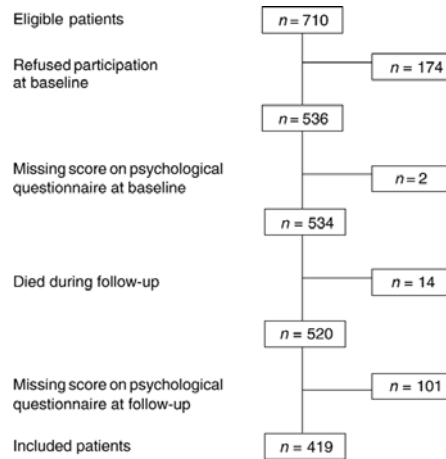 Eligible patients
n = 710
Refused participation
at baseline
n = 174
n = 536
Missing score on psychological
questionnaire at baseline
n = 2
n = 534
Died during follow-up
n = 14
n = 520
Missing score on psychological
questionnaire at follow-up
n = 101
Included patients
n = 419